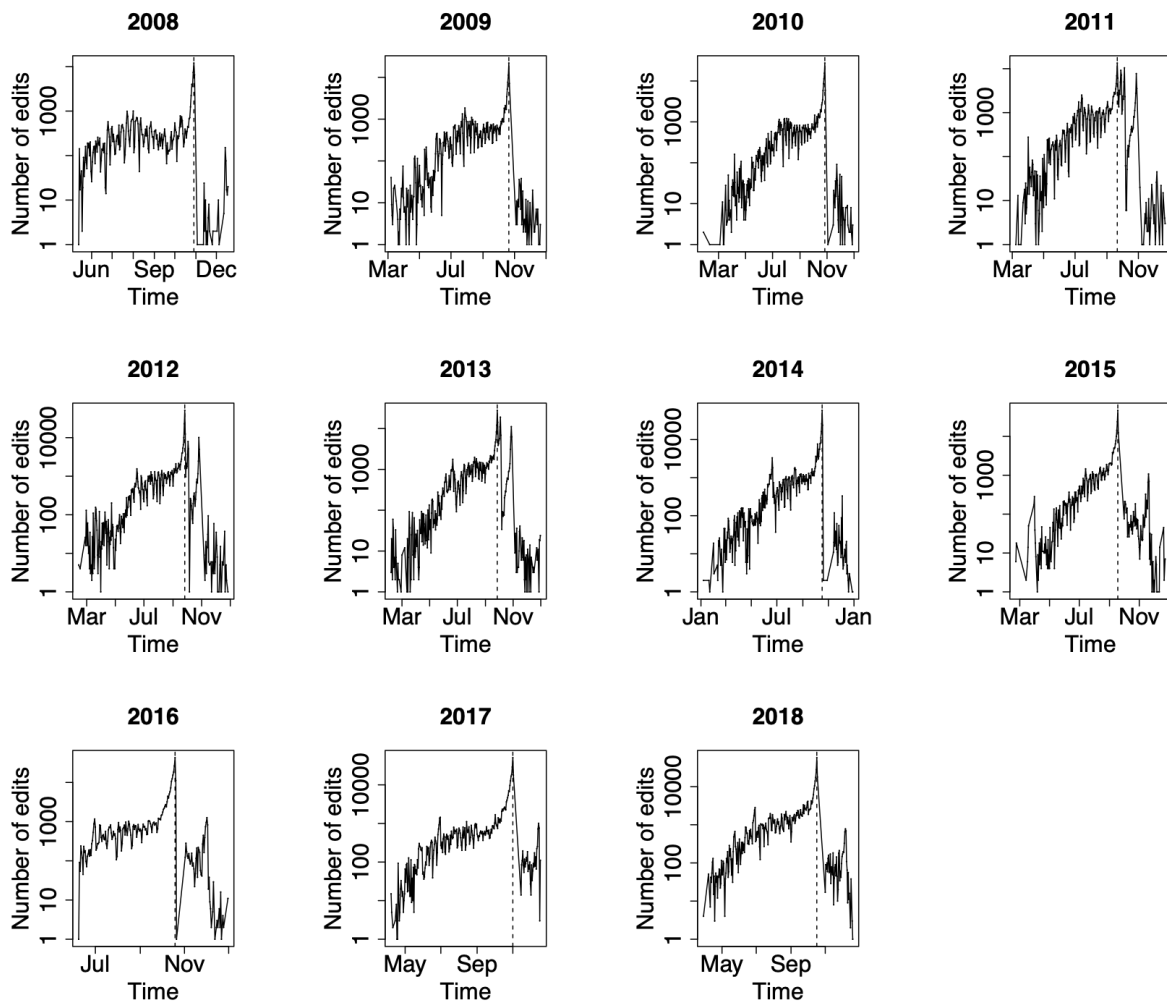 2008
Number of edits
1 10 1000
Jun Sep Dec
Time
2009
Number of edits
1 10 1000
Mar Jul Nov
Time
2010
Number of edits
1 10 1000
Mar Jul Nov
Time
2011
Number of edits
1 10 1000
Mar Jul Nov
Time
2012
Number of edits
1 100 10000
Mar Jul Nov
Time
2013
Number of edits
1 10 1000
Mar Jul Nov
Time
2014
Number of edits
1 100 10000
Jan Jul Jan
Time
2015
Number of edits
1 10 1000
Mar Jul Nov
Time
2016
Number of edits
1 10 1000
Jul Nov
Time
2017
Number of edits
1 100 10000
May Sep
Time
2018
Number of edits
1 100 10000
May Sep
Time